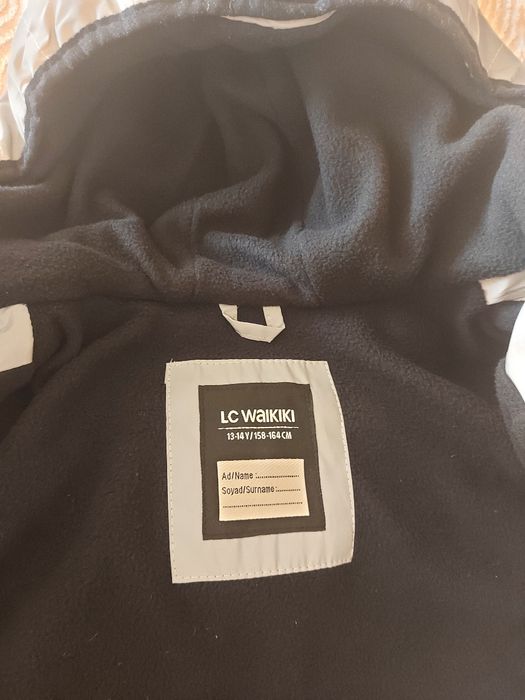 LC WAIKIKI
13-14 Y/158-164 CM
Ad/Name :....................
Soyad/Surname:............
........................................